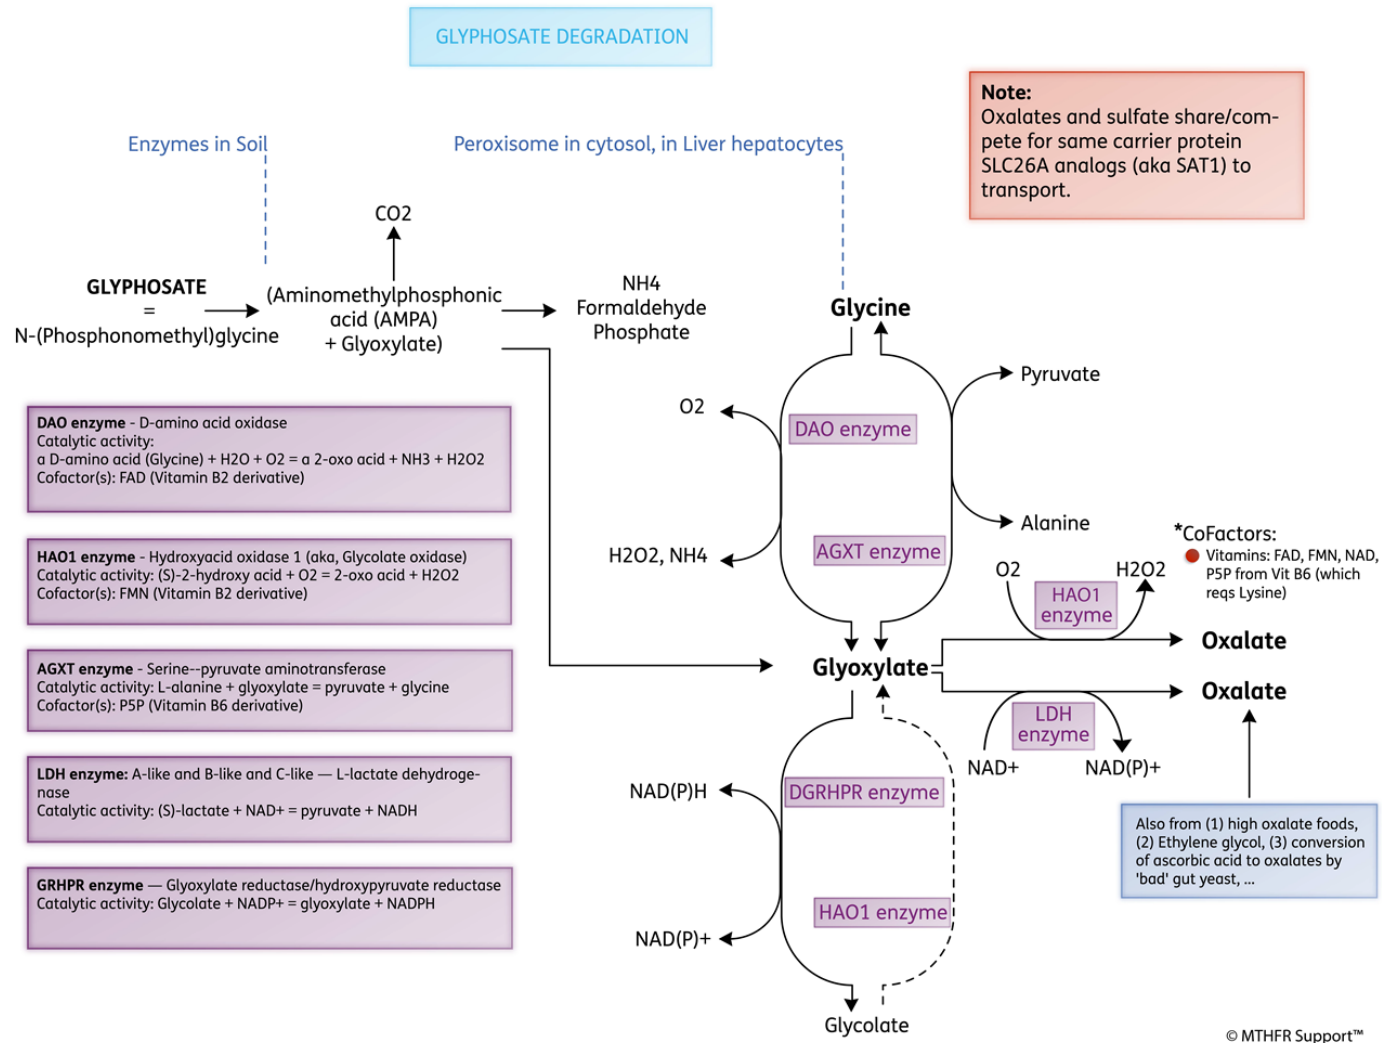 GLYPHOSATE DEGRADATION
Note:
Oxalates and sulfate share/com-
pete for same carrier protein
SLC26A analogs (aka SAT1) to
transport.
Enzymes in Soil
Peroxisome in cytosol, in Liver hepatocytes
CO2
GLYPHOSATE
=
N-(Phosphonomethyl)glycine
(Aminomethylphosphonic
acid (AMPA)
+ Glyoxylate)
NH4
Formaldehyde
Phosphate
Glycine
Pyruvate
O2
DAO enzyme
AGXT enzyme
Alanine
H2O2, NH4
DAO enzyme - D-amino acid oxidase
Catalytic activity:
a D-amino acid (Glycine) + H2O + O2 = a 2-oxo acid + NH3 + H2O2
Cofactor(s): FAD (Vitamin B2 derivative)
HAO1 enzyme - Hydroxyacid oxidase 1 (aka, Glycolate oxidase)
Catalytic activity: (S)-2-hydroxy acid + O2 = 2-oxo acid + H2O2
Cofactor(s): FMN (Vitamin B2 derivative)
AGXT enzyme - Serine--pyruvate aminotransferase
Catalytic activity: L-alanine + glyoxylate = pyruvate + glycine
Cofactor(s): P5P (Vitamin B6 derivative)
LDH enzyme: A-like and B-like and C-like — L-lactate dehydroge-
nase
Catalytic activity: (S)-lactate + NAD+ = pyruvate + NADH
GRHPR enzyme — Glyoxylate reductase/hydroxypyruvate reductase
Catalytic activity: Glycolate + NADP+ = glyoxylate + NADPH
*CoFactors:
Vitamins: FAD, FMN, NAD,
P5P from Vit B6 (which
reqs Lysine)
O2
H2O2
HAO1
enzyme
Oxalate
Glyoxylate
Oxalate
LDH
enzyme
NAD+
NAD(P)+
NAD(P)H
DGRHPR enzyme
HAO1 enzyme
NAD(P)+
Glycolate
Also from (1) high oxalate foods,
(2) Ethylene glycol, (3) conversion
of ascorbic acid to oxalates by
'bad' gut yeast, ...
© MTHFR Support™